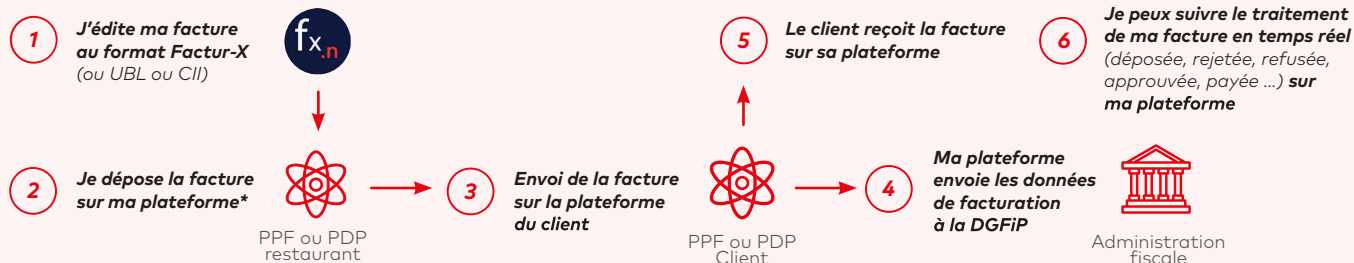 1
J'édite ma facture
au format Factur-X
(ou UBL ou CII)
fx.n
2
Je dépose la facture
sur ma plateforme*
PPF ou PDP
restaurant
3
Envoi de la facture
sur la plateforme
du client
PPF ou PDP
Client
5
Le client reçoit la facture
sur sa plateforme
4
Ma plateforme
envoie les données
de facturation
à la DGFiP
Administration
fiscale
6
Je peux suivre le traitement
de ma facture en temps réel
(déposée, rejetée, refusée,
approuvée, payée ...) sur
ma plateforme